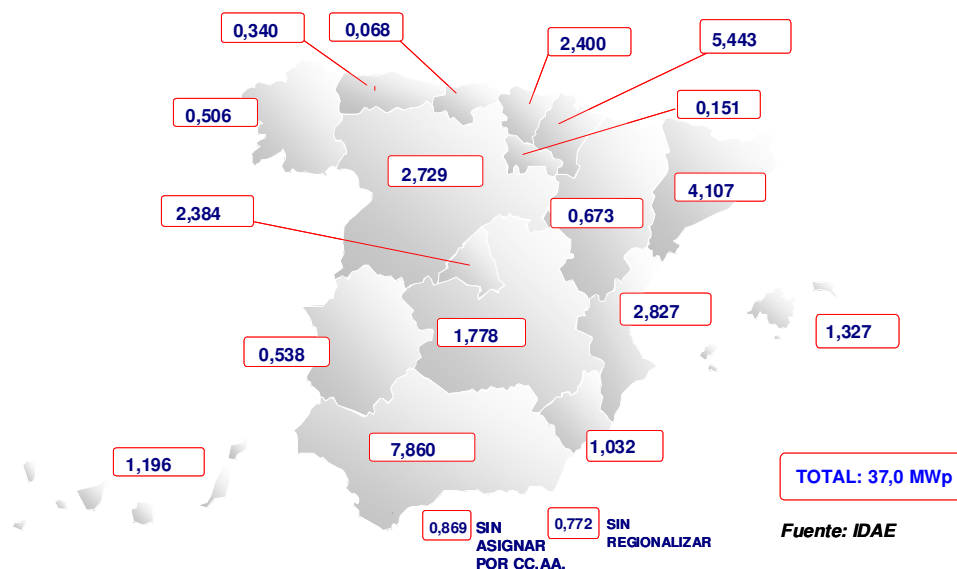 0,340
0,068
2,400
5,443
0,506
0,151
2,729
4,107
2,384
0,673
2,827
1,327
1,778
0,538
7,860
1,032
1,196
TOTAL: 37,0 MWp
0,869 SIN
ASIGNAR
POR CC.AA.
0,772 SIN
REGIONALIZAR
Fuente: IDAE